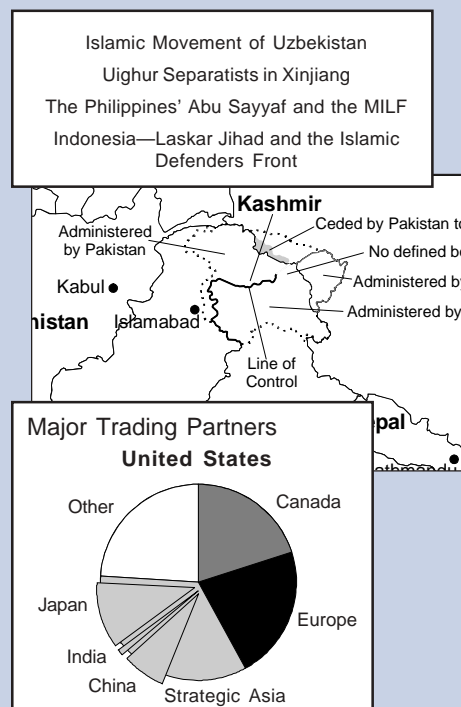 Islamic Movement of Uzbekistan
Uighur Separatists in Xinjiang
The Philippines' Abu Sayyaf and the MILF
Indonesia—Laskar Jihad and the Islamic
Defenders Front
Kashmir
Administered
by Pakistan
Ceded by Pakistan to
No defined
Administered by
Administered by
Kabul
Islamabad
Line of
Control
Major Trading Partners
United States
Other
Canada
Japan
Europe
India
China
Strategic Asia